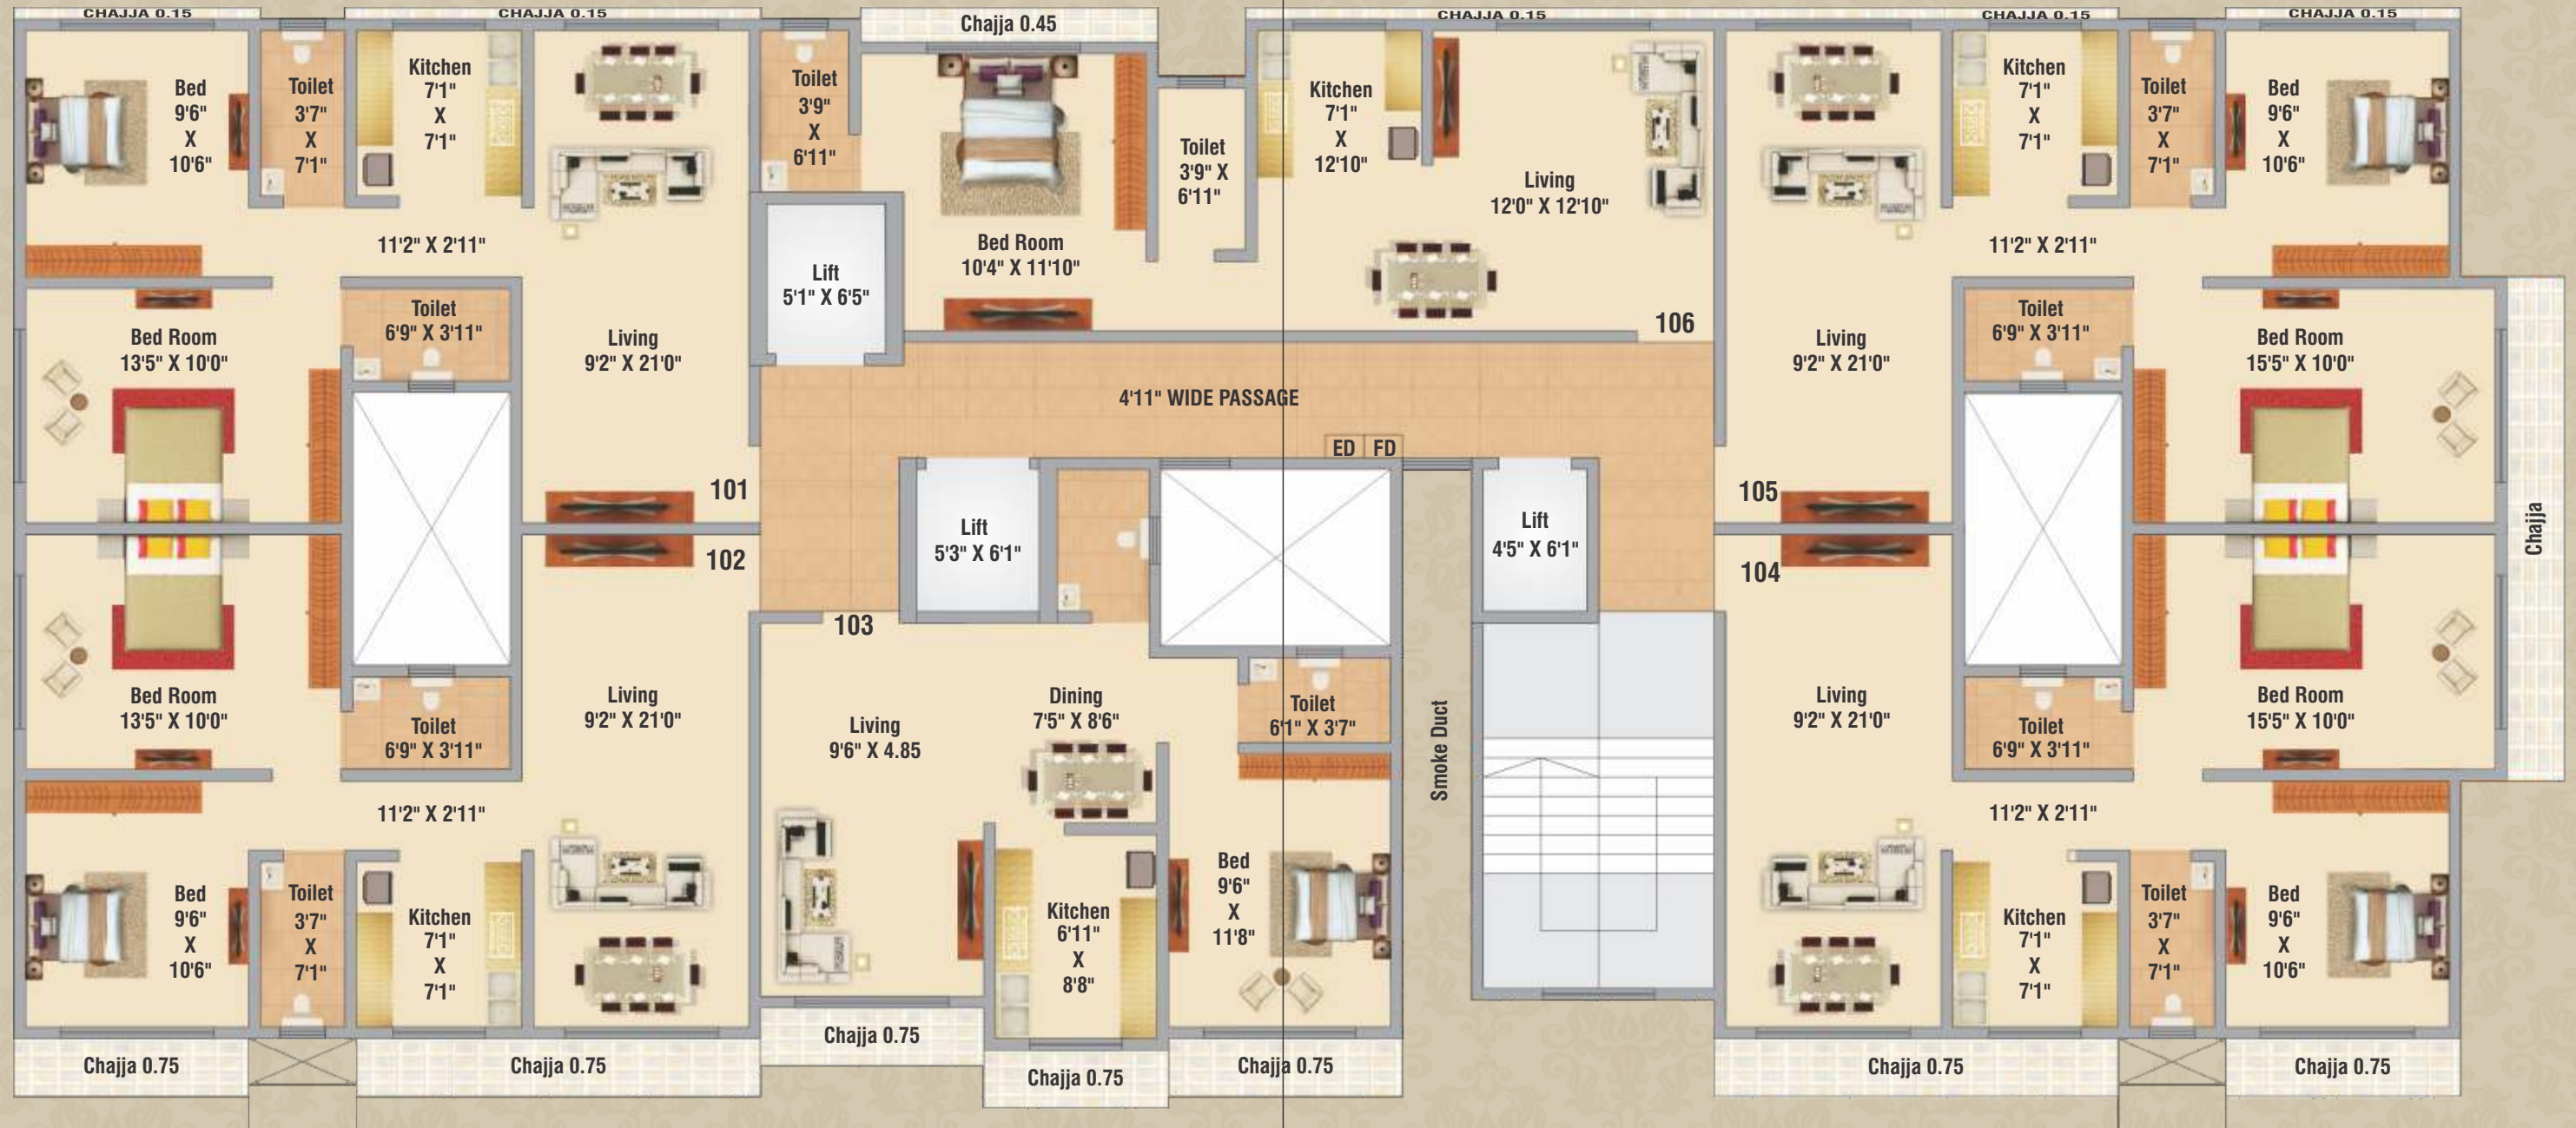 CHAJJA 0.15
CHAJJA 0.15
Chajja 0.45
CHAJJA 0.15
CHAJJA 0.15
CHAJJA 0.15
Bed
9'6"
X
10'6"
Toilet
3'7"
X
7'1"
Kitchen
7'1"
X
7'1"
Toilet
3'9"
X
6'11"
Toilet
3'9" X
6'11"
Kitchen
7'1"
X
12'10"
Living
12'0" X 12'10"
Kitchen
7'1"
X
7'1"
Toilet
3'7"
X
7'1"
Bed
9'6"
X
10'6"
11'2" X 2'11"
Lift
5'1" X 6'5"
Bed Room
10'4" X 11'10"
11'2" X 2'11"
Bed Room
13'5" X 10'0"
Toilet
6'9" X 3'11"
Living
9'2" X 21'0"
106
Living
9'2" X 21'0"
Toilet
6'9" X 3'11"
Bed Room
15'5" X 10'0"
4'11" WIDE PASSAGE
ED
FD
101
105
Lift
5'3" X 6'1"
Lift
4'5" X 6'1"
Chajja
102
104
103
Bed Room
13'5" X 10'0"
Toilet
6'9" X 3'11"
Living
9'2" X 21'0"
Living
9'6" X 4.85
Dining
7'5" X 8'6"
Toilet
6'1" X 3'7"
Smoke Duct
Living
9'2" X 21'0"
Toilet
6'9" X 3'11"
Bed Room
15'5" X 10'0"
11'2" X 2'11"
11'2" X 2'11"
Bed
9'6"
X
10'6"
Toilet
3'7"
X
7'1"
Kitchen
7'1"
X
7'1"
Kitchen
6'11"
X
8'8"
Bed
9'6"
X
11'8"
Kitchen
7'1"
X
7'1"
Toilet
3'7"
X
7'1"
Bed
9'6"
X
10'6"
Chajja 0.75
Chajja 0.75
Chajja 0.75
Chajja 0.75
Chajja 0.75
Chajja 0.75
Chajja 0.75